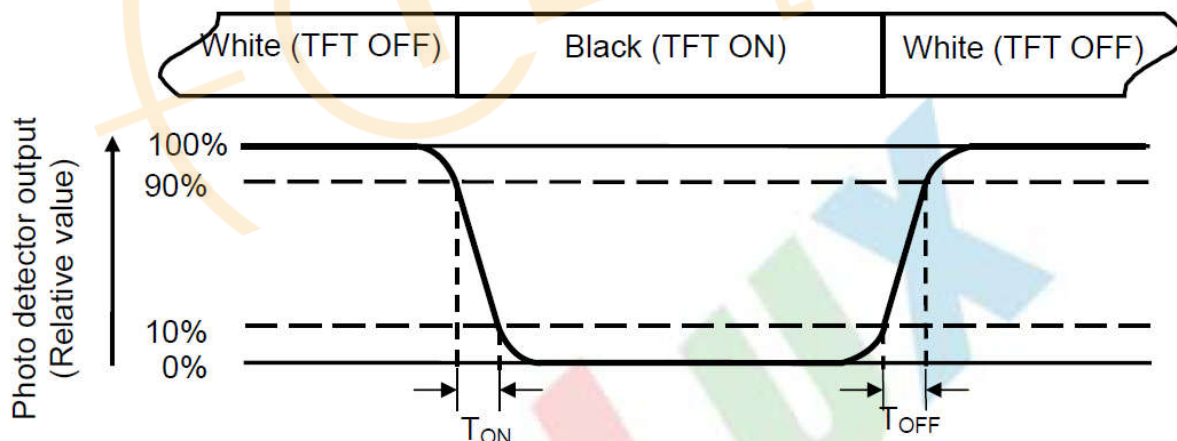 White (TFT OFF) Black (TFT ON) White (TFT OFF)
Photo detector output
(Relative value)
100%
90%
10%
0%
TON
TOFF